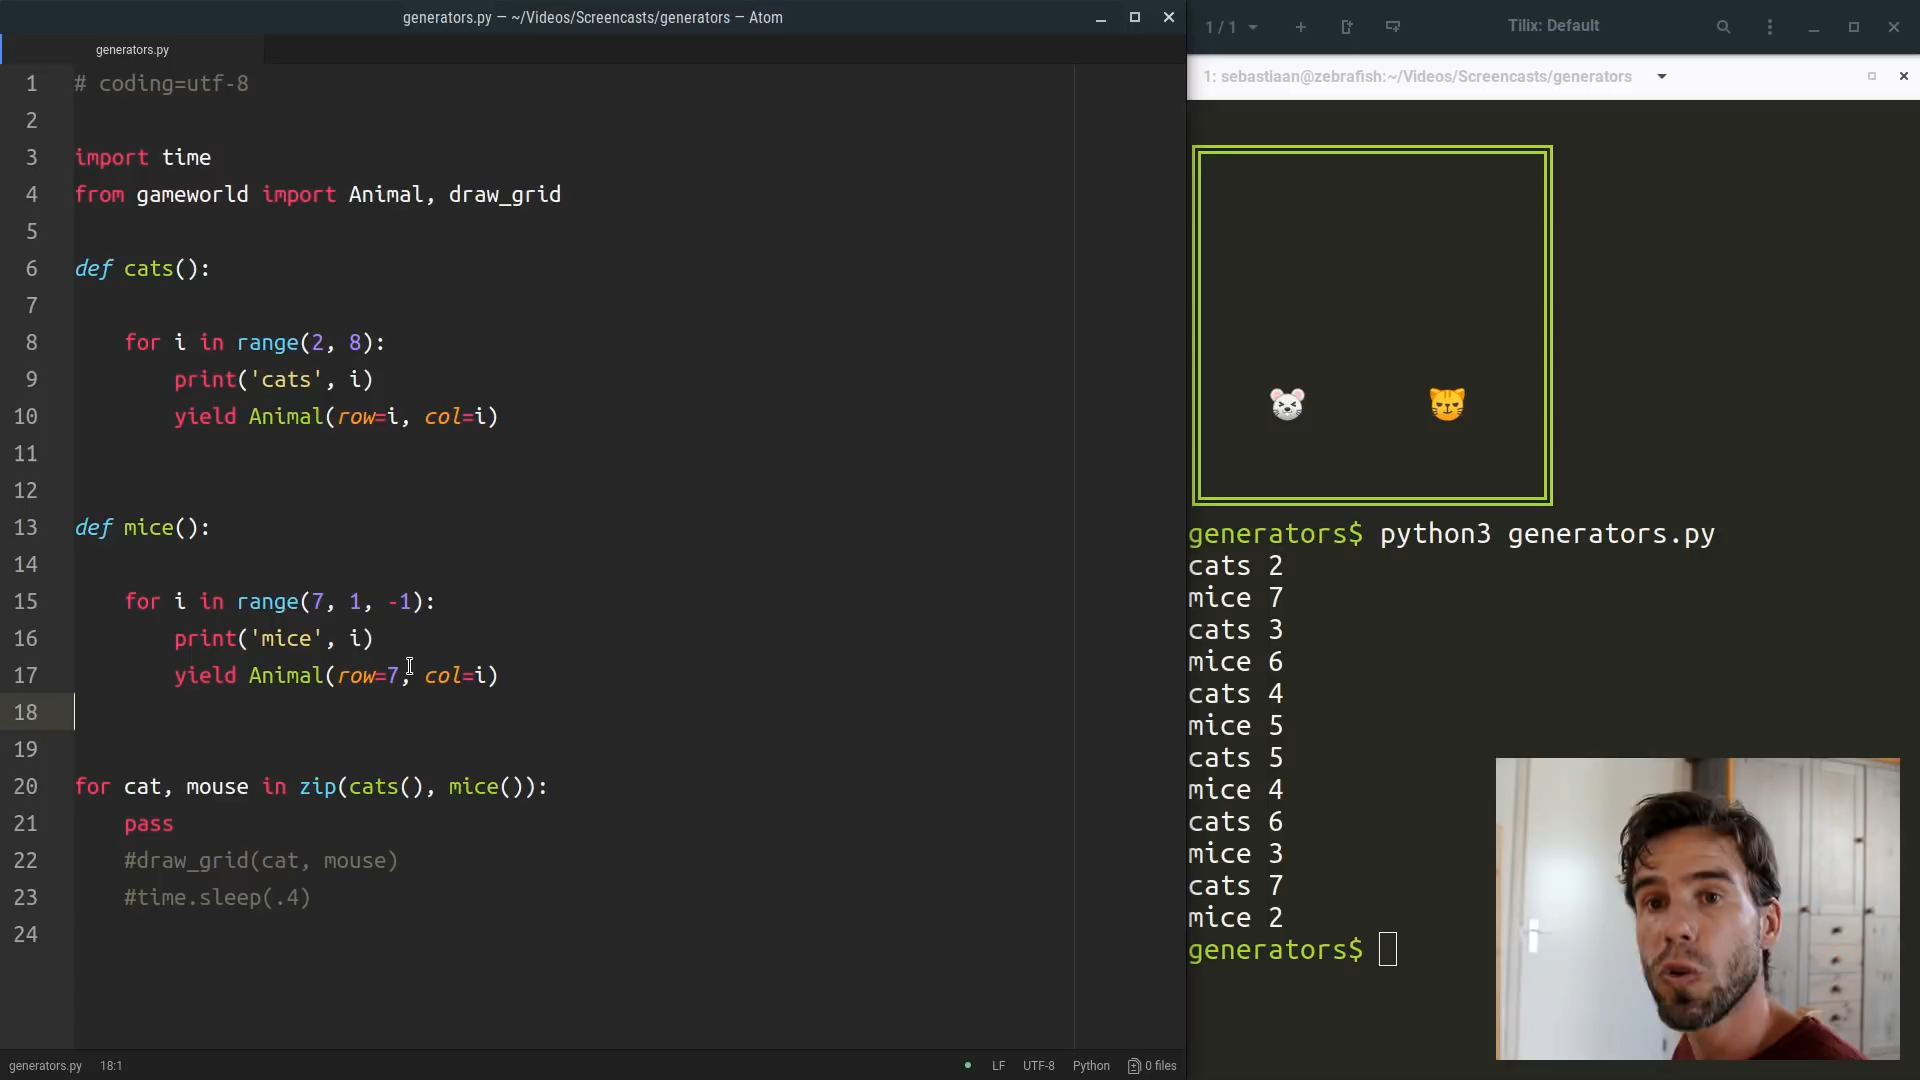 generators.py — ~/Videos/Screencasts/generators — Atom
generators.py
1 # coding=utf-8
2
3 import time
4 from gameworld import Animal, draw_grid
5
6 def cats():
7
8 for i in range(2, 8):
9 print('cats', i)
10 yield Animal(row=i, col=i)
11
12
13 def mice():
14
15 for i in range(7, 1, -1):
16 print('mice', i)
17 yield Animal(row=7, col=i)
18
19
20 for cat, mouse in zip(cats(), mice()):
21 pass
22 #draw_grid(cat, mouse)
23 #time.sleep(.4)
24
generators.py 18:1 LF UTF-8 Python 0 files
1 / 1 Tilix: Default
1: sebastiaan@zebrafish:~/Videos/Screencasts/generators
generators$ python3 generators.py
cats 2
mice 7
cats 3
mice 6
cats 4
mice 5
cats 5
mice 4
cats 6
mice 3
cats 7
mice 2
generators$